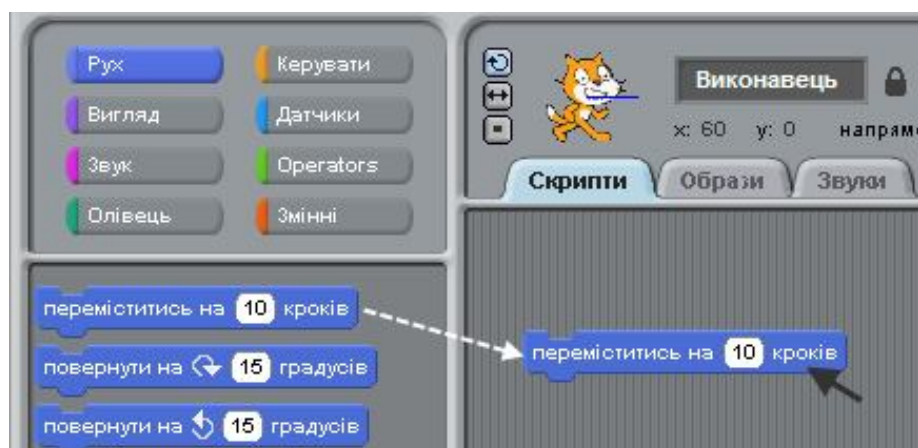 Рух
Керувати
Вигляд
Датчики
Звук
Operators
Олівець
Змінні
Виконавець
x: 60 y: 0 напрям
Скрипти
Образи
Звуки
переміститись на 10 кроків
повернути на 15 градусів
повернути на 15 градусів
переміститись на 10 кроків